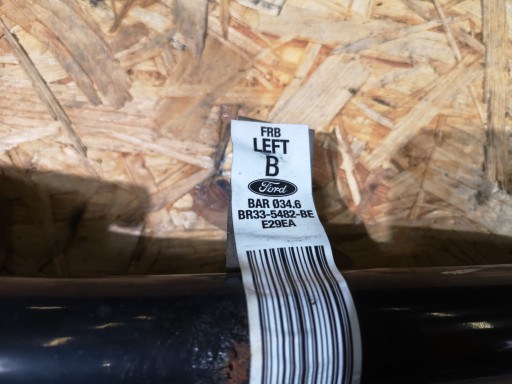 FRB
LEFT
B
Ford
BAR Ø34.6
BR33-5482-BE
E29EA